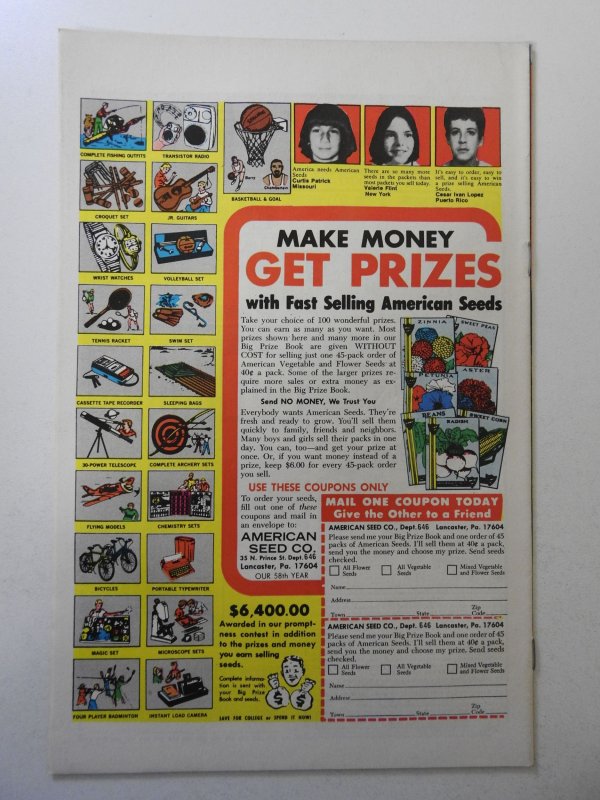 COMPLETE FISHING OUTFITS
TRANSISTOR RADIO
BASKETBALL & GOAL
Barry
Chamberlain
America needs American
Seeds
Curtis Patrick
Missouri
There are so many more
seeds in the packets than
most packets you sell today.
Valerie Flint
New York
It's easy to order, easy to
sell, and it's easy to win
a prize selling American
Seeds.
Cesar Ivan Lopez
Puerto Rico
CROQUET SET
JR. GUITARS
WRIST WATCHES
VOLLEYBALL SET
TENNIS RACKET
SWIM SET
CASSETTE TAPE RECORDER
SLEEPING BAGS
30-POWER TELESCOPE
COMPLETE ARCHERY SETS
FLYING MODELS
CHEMISTRY SETS
BICYCLES
PORTABLE TYPEWRITER
MAGIC SET
MICROSCOPE SETS
FOUR PLAYER BADMINTON
INSTANT LOAD CAMERA
MAKE MONEY
GET PRIZES
with Fast Selling American Seeds
Take your choice of 100 wonderful prizes.
You can earn as many as you want. Most
prizes shown here and many more in our
Big Prize Book are given WITHOUT
COST for selling just one 45-pack order of
American Vegetable and Flower Seeds at
40¢ a pack. Some of the larger prizes re-
quire more sales or extra money as ex-
plained in the Big Prize Book.
Send NO MONEY, We Trust You
Everybody wants American Seeds. They're
fresh and ready to grow. You'll sell them
quickly to family, friends and neighbors.
Many boys and girls sell their packs in one
day. You can, too—and get your prize at
once. Or, if you want money instead of a
prize, keep $6.00 for every 45-pack order
you sell.
ZINNIA
SWEET PEAS
PETUNIA
ASTER
BEANS
RADISH
SWEET CORN
USE THESE COUPONS ONLY
To order your seeds,
fill out one of these
coupons and mail in
an envelope to:
AMERICAN
SEED CO.
35 N. Prince St. Dept. 646
Lancaster, Pa. 17604
OUR 58th YEAR
MAIL ONE COUPON TODAY
Give the Other to a Friend
AMERICAN SEED CO., Dept. 646 Lancaster, Pa. 17604
Please send me your Big Prize Book and one order of 45
packs of American Seeds. I'll sell them at 40¢ a pack,
send you the money and choose my prize. Send seeds
checked.
All Flower
Seeds
All Vegetable
Seeds
Mixed Vegetable
and Flower Seeds
Name
Address
Zip
Town State Code
AMERICAN SEED CO., Dept. 646 Lancaster, Pa. 17604
Please send me your Big Prize Book and one order of 45
packs of American Seeds. I'll sell them at 40¢ a pack,
send you the money and choose my prize. Send seeds
checked.
All Flower
Seeds
All Vegetable
Seeds
Mixed Vegetable
and Flower Seeds
Name
Address
Zip
Town State Code
$6,400.00
Awarded in our prompt-
ness contest in addition
to the prizes and money
you earn selling
seeds.
Complete informa-
tion is sent with
your Big Prize
Book and seeds.
$ $
SAVE FOR COLLEGE or SPEND IT NOW!